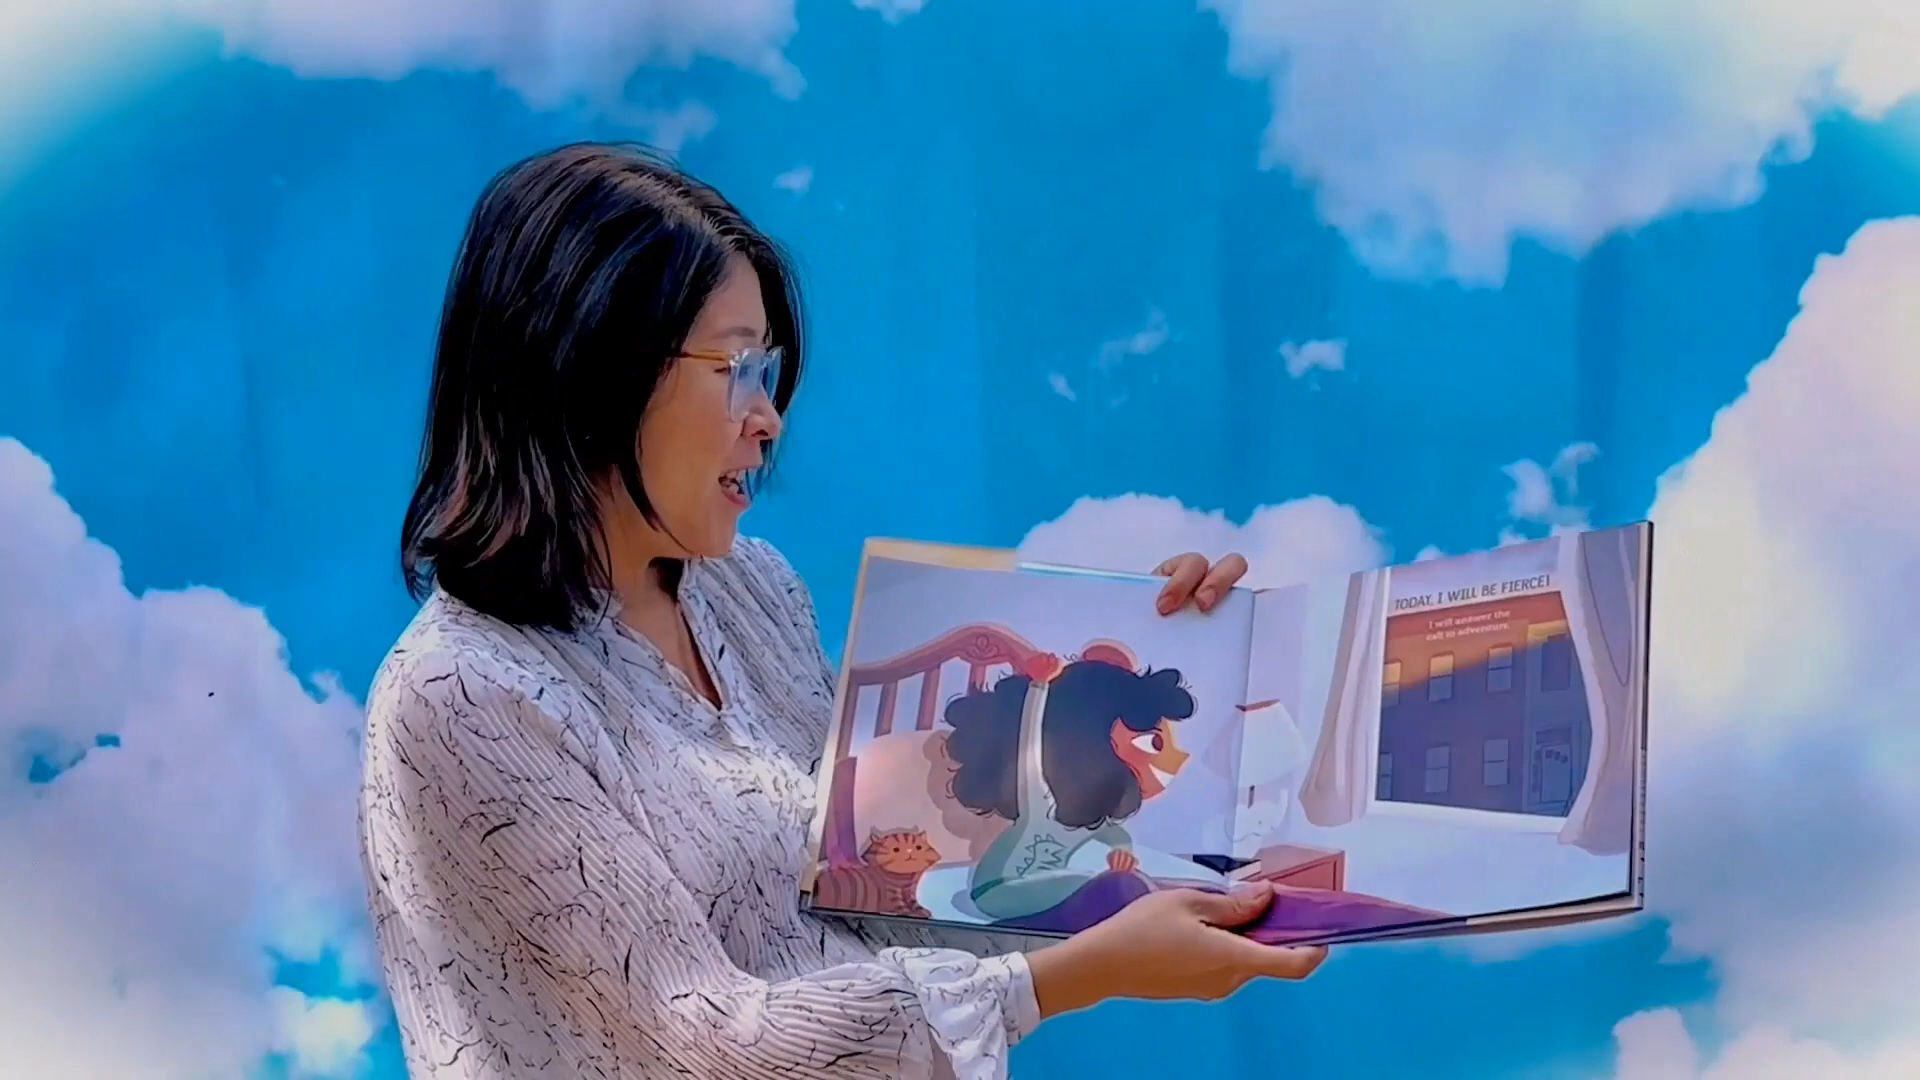 TODAY, I WILL BE FIERCE!
I will answer the
call to adventure.